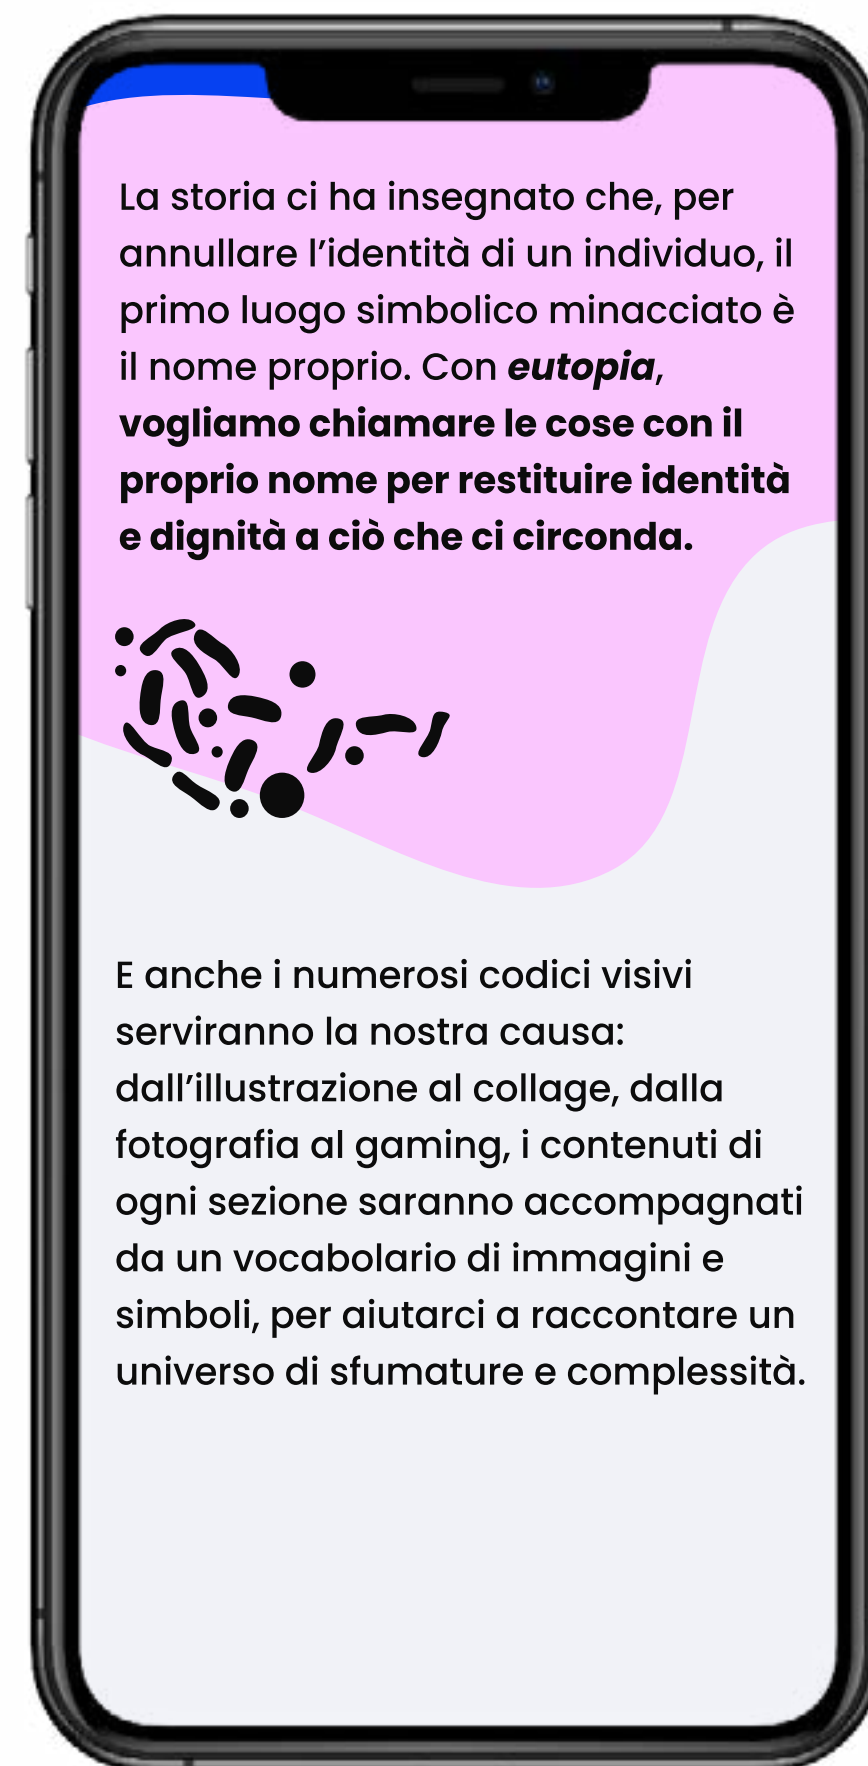 La storia ci ha insegnato che, per
annullare l’identità di un individuo, il
primo luogo simbolico minacciato è
il nome proprio. Con eutopia,
vogliamo chiamare le cose con il
proprio nome per restituire identità
e dignità a ciò che ci circonda.
E anche i numerosi codici visivi
serviranno la nostra causa:
dall’illustrazione al collage, dalla
fotografia al gaming, i contenuti di
ogni sezione saranno accompagnati
da un vocabolario di immagini e
simboli, per aiutarci a raccontare un
universo di sfumature e complessità.